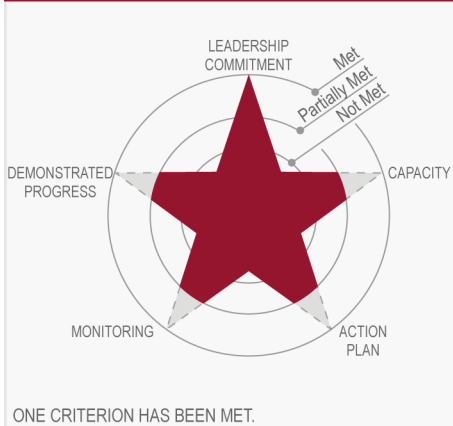 LEADERSHIP
COMMITMENT
Met
Partially Met
Not Met
DEMONSTRATED
PROGRESS
CAPACITY
MONITORING
ACTION
PLAN
ONE CRITERION HAS BEEN MET.